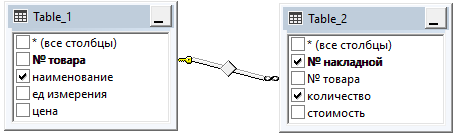 Table_1
* (все столбцы)
№ товара
наименование
ед измерения
цена
Table_2
* (все столбцы)
№ накладной
№ товара
количество
стоимость